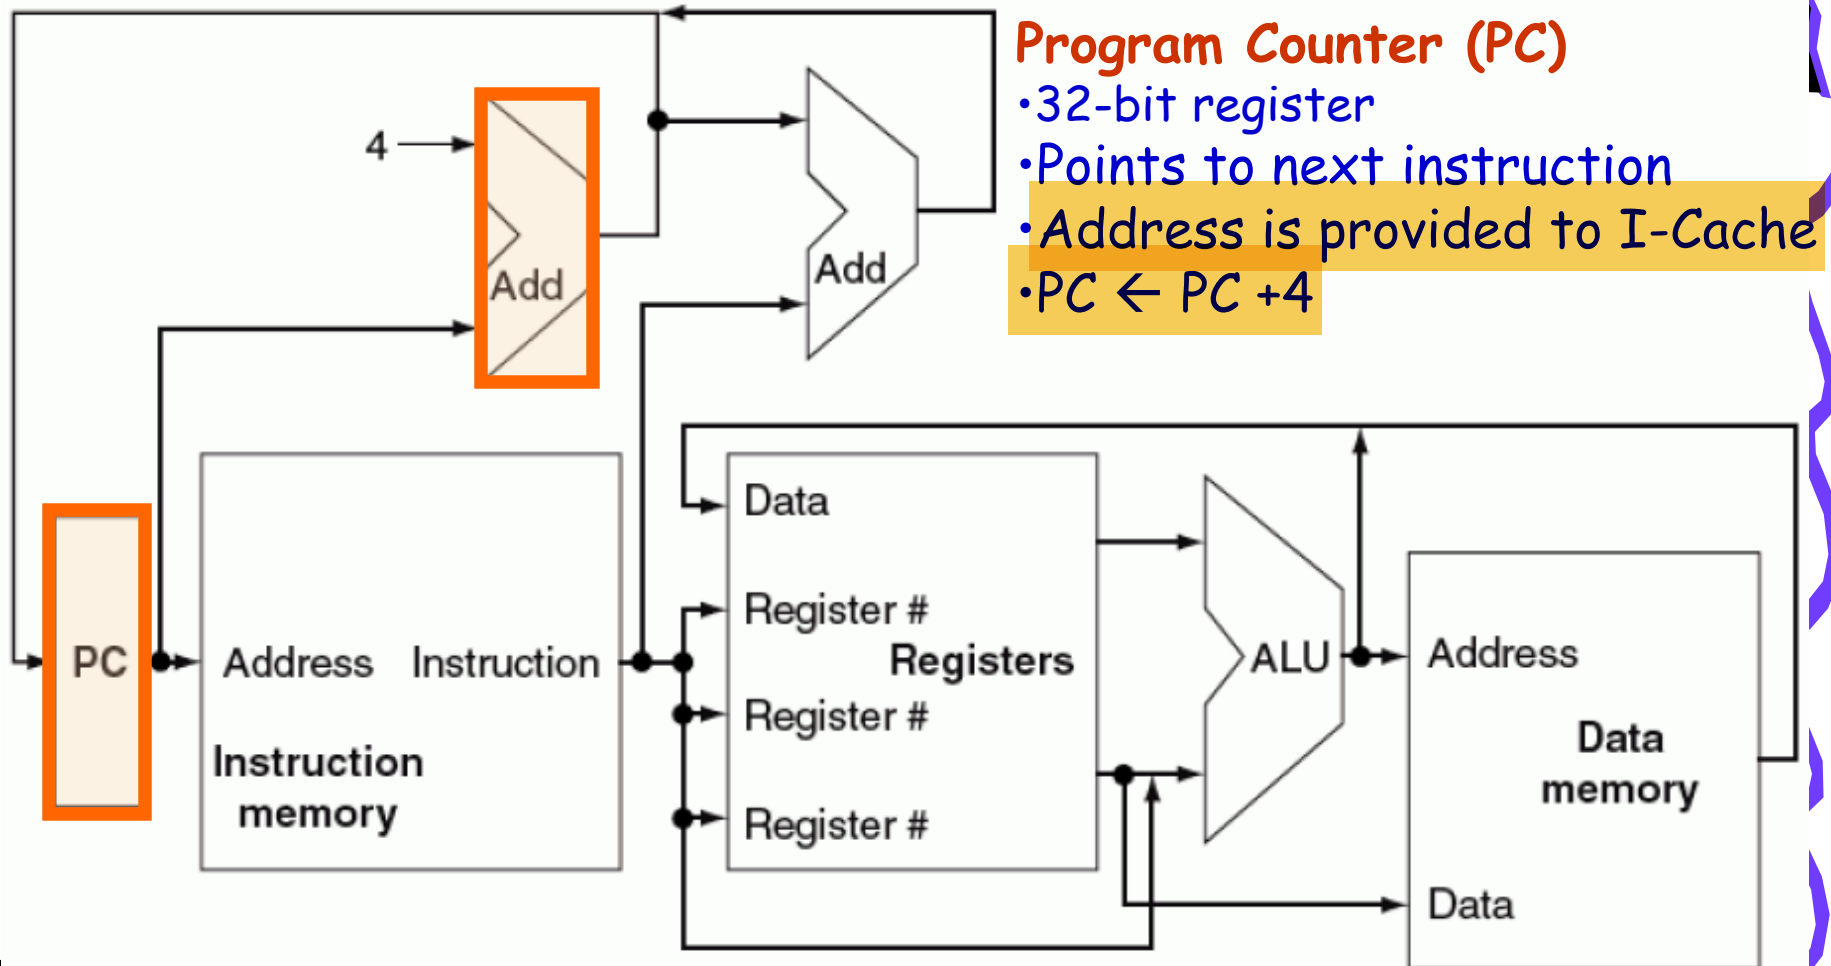 Program Counter (PC)
•32-bit register
•Points to next instruction
•Address is provided to I-Cache
•PC ← PC +4
4
Add
Add
PC
Address
Instruction
Instruction
memory
Data
Register #
Registers
Register #
Register #
ALU
Address
Data
memory
Data